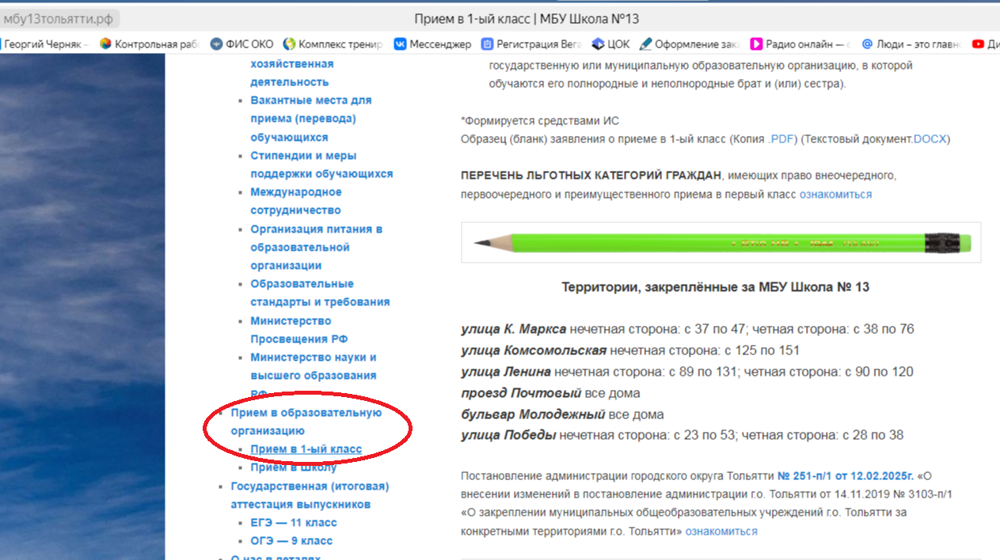 мбу13тольятти.рф
Прием в 1-ый класс | МБУ Школа №13
Георгий Черняк -
Контрольная раб
ФИС ОКО
Комплекс тренир
Мессенджер
Регистрация Вега
ЦОК
Оформление зака
Радио онлайн — с
Люди – это главн
Ди
хозяйственная
деятельность
Вакантные места для
приема (перевода)
обучающихся
Стипендии и меры
поддержки обучающихся
Международное
сотрудничество
Организация питания в
образовательной
организации
Образовательные
стандарты и требования
Министерство
Просвещения РФ
Министерство науки и
высшего образования
РФ
Прием в образовательную
организацию
Прием в 1-ый класс
Прием в Школу
Государственная (итоговая)
аттестация выпускников
ЕГЭ — 11 класс
ОГЭ — 9 класс
О нас в деталях
государственную или муниципальную образовательную организацию, в которой
обучаются его полнородные и неполнородные брат и (или) сестра).
*Формируется средствами ИС
Образец (бланк) заявления о приеме в 1-ый класс (Копия .PDF) (Текстовый документ.DOCX)
ПЕРЕЧЕНЬ ЛЬГОТНЫХ КАТЕГОРИЙ ГРАЖДАН, имеющих право внеочередного,
первоочередного и преимущественного приема в первый класс ознакомиться
Территории, закреплённые за МБУ Школа № 13
улица К. Маркса нечетная сторона: с 37 по 47; четная сторона: с 38 по 76
улица Комсомольская нечетная сторона: с 125 по 151
улица Ленина нечетная сторона: с 89 по 131; четная сторона: с 90 по 120
проезд Почтовый все дома
бульвар Молодежный все дома
улица Победы нечетная сторона: с 23 по 53; четная сторона: с 28 по 38
Постановление администрации городского округа Тольятти № 251-п/1 от 12.02.2025г. «О
внесении изменений в постановление администрации г.о. Тольятти от 14.11.2019 № 3103-п/1
«О закреплении муниципальных общеобразовательных учреждений г.о. Тольятти за
конкретными территориями г.о. Тольятти» ознакомиться